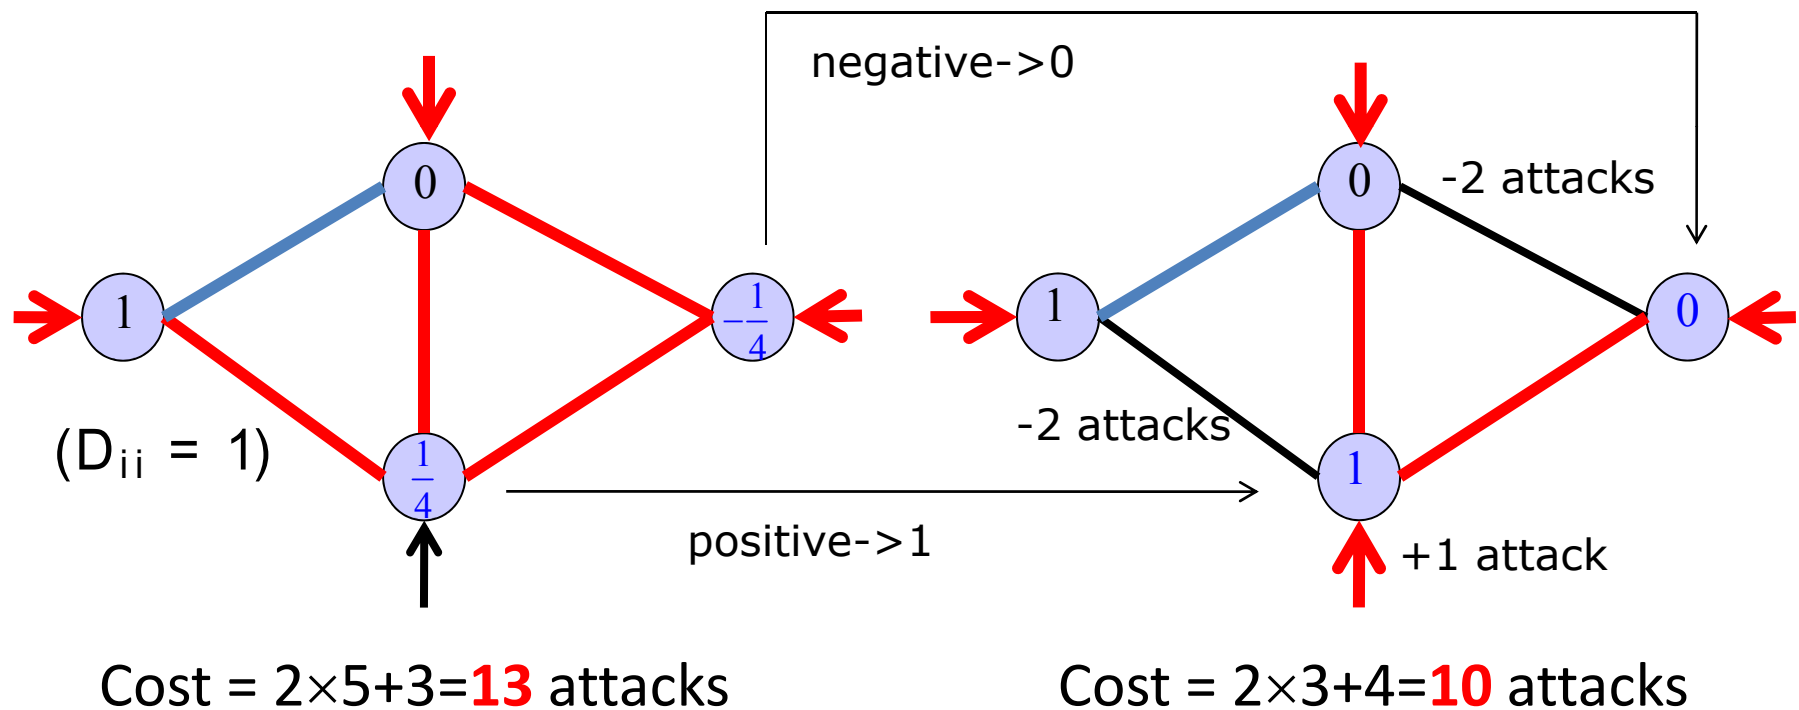 negative->0
0
0
-2 attacks
1
-1/4
1
0
(Dii = 1)
-2 attacks
1/4
1
positive->1
+1 attack
Cost = 2×5+3=13 attacks
Cost = 2×3+4=10 attacks